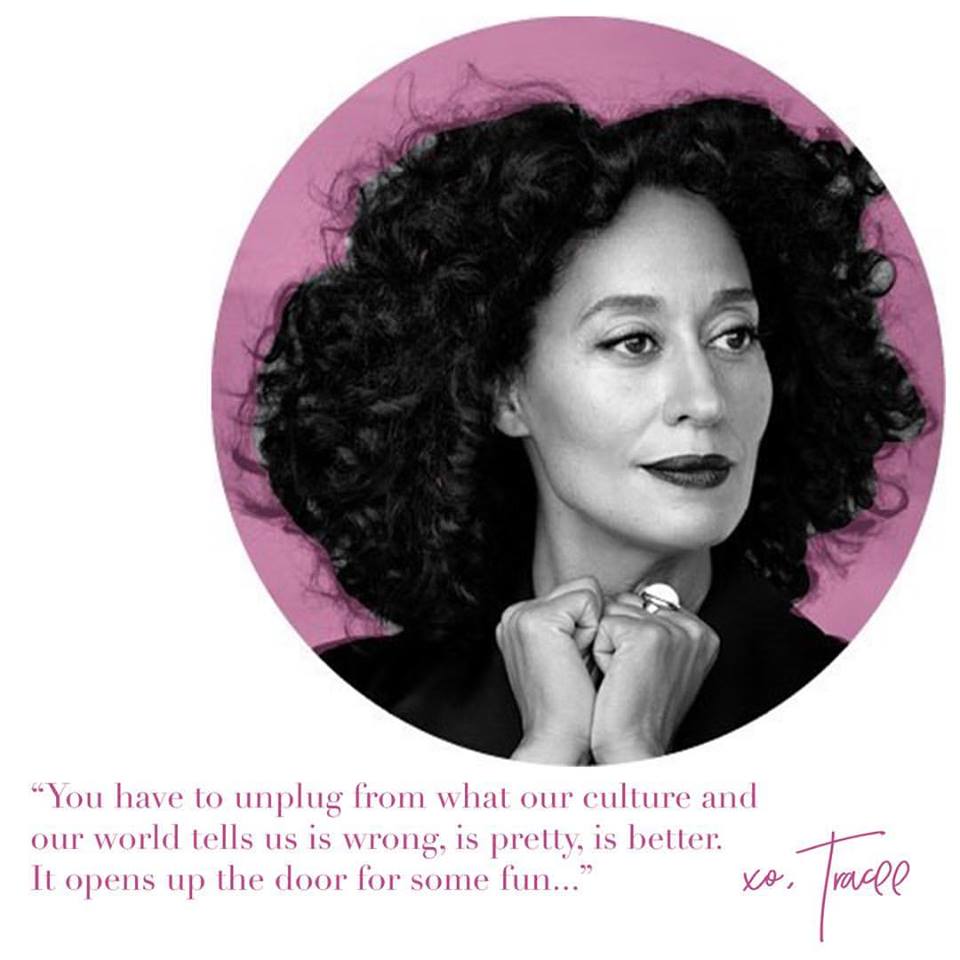 “You have to unplug from what our culture and
our world tells us is wrong, is pretty, is better.
It opens up the door for some fun...”
xo, Tracee